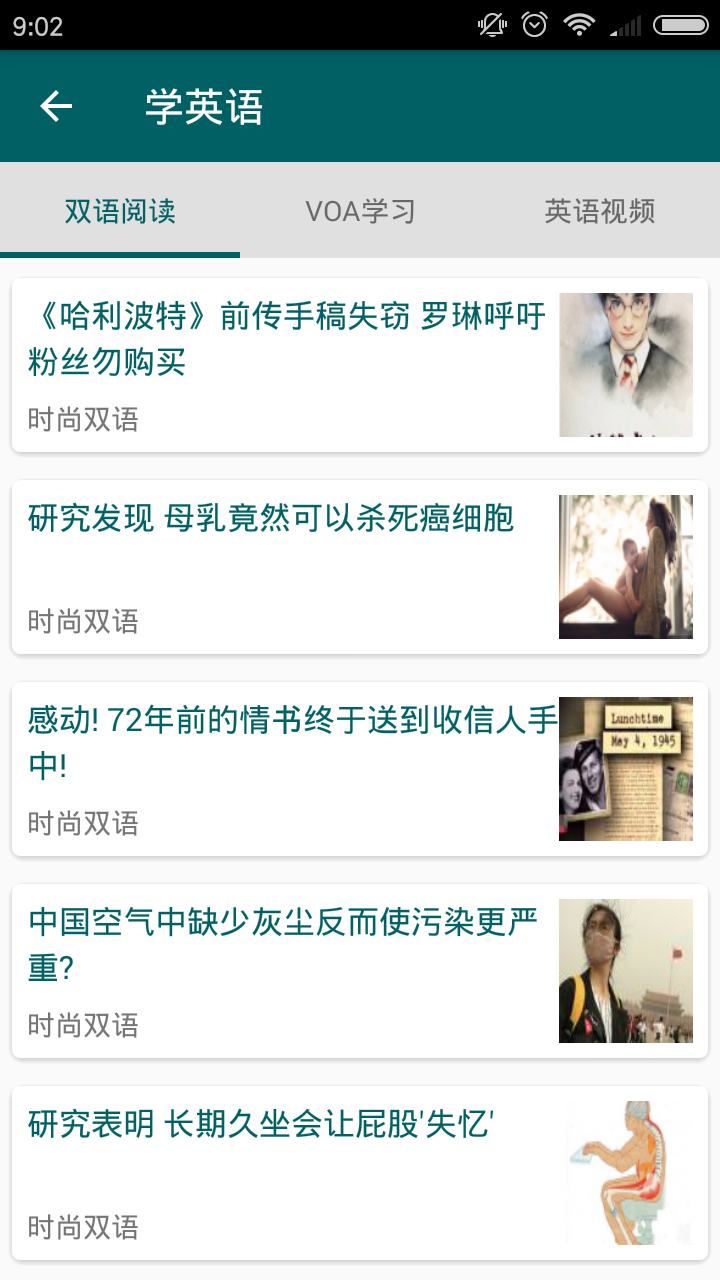 9:02
学英语
双语阅读
VOA学习
英语视频
《哈利波特》前传手稿失窃 罗琳呼吁
粉丝勿购买
时尚双语
研究发现 母乳竟然可以杀死癌细胞
时尚双语
感动! 72年前的情书终于送到收信人手
中!
Lunchtime
May 4, 1945
时尚双语
中国空气中缺少灰尘反而使污染更严
重?
时尚双语
研究表明 长期久坐会让屁股'失忆'
时尚双语